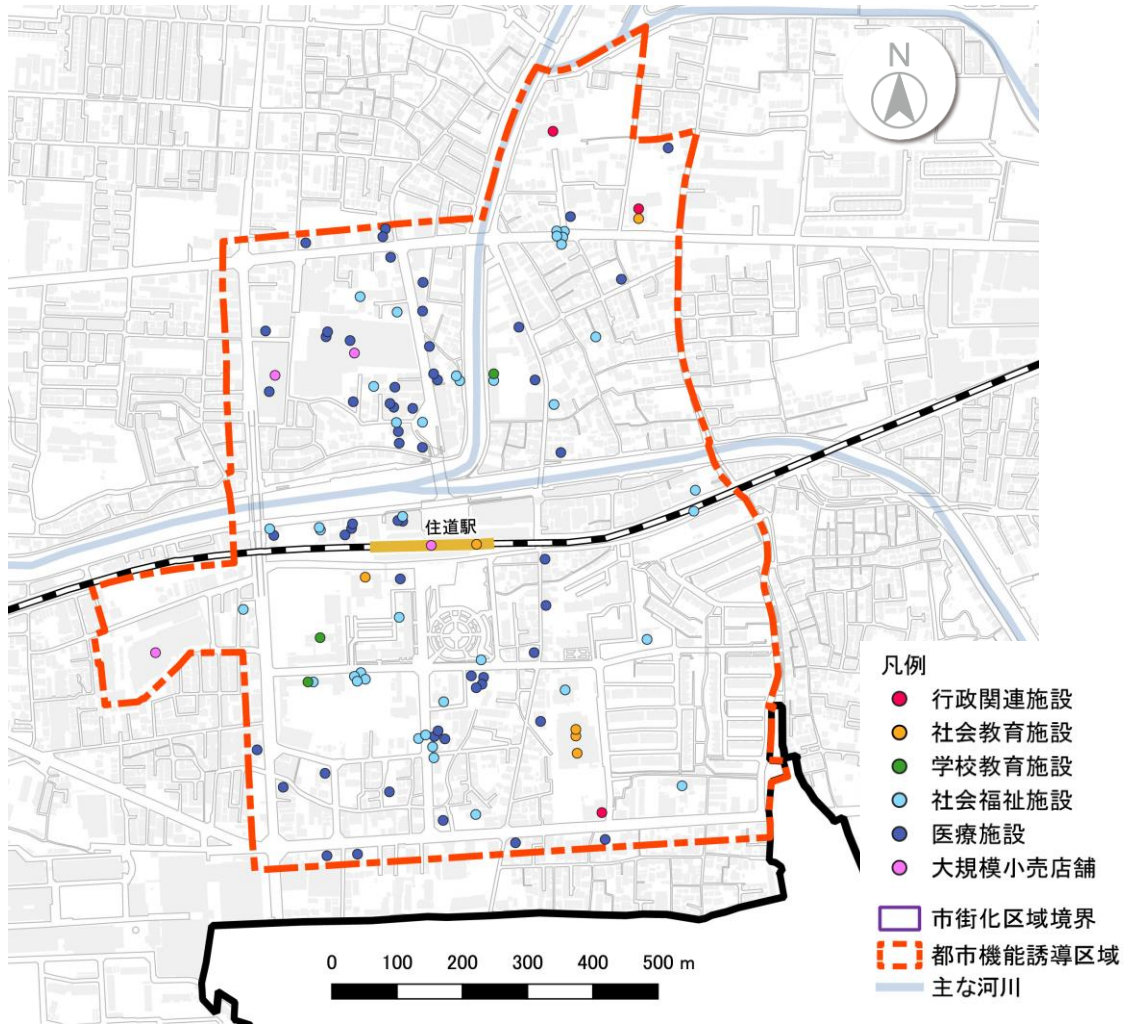 N
住道駅
凡例
行政関連施設
社会教育施設
学校教育施設
社会福祉施設
医療施設
大規模小売店舗
市街化区域境界
都市機能誘導区域
主な河川
0 100 200 300 400 500 m